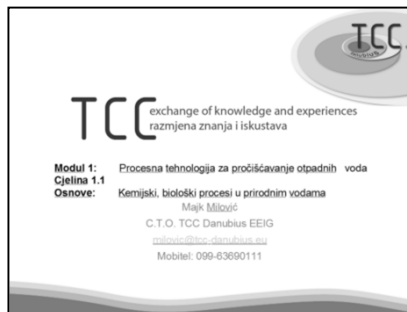 TCC
TCC
exchange of knowledge and experiences
razmjena znanja i iskustava
Modul 1: Procesna tehnologija za pročišćavanje otpadnih voda
Cjelina 1.1
Osnove: Kemijski, biološki procesi u prirodnim vodama
Majk Milović
C.T.O. TCC Danubius EEIG
milovic@tcc-danubius.eu
Mobitel: 099-63690111